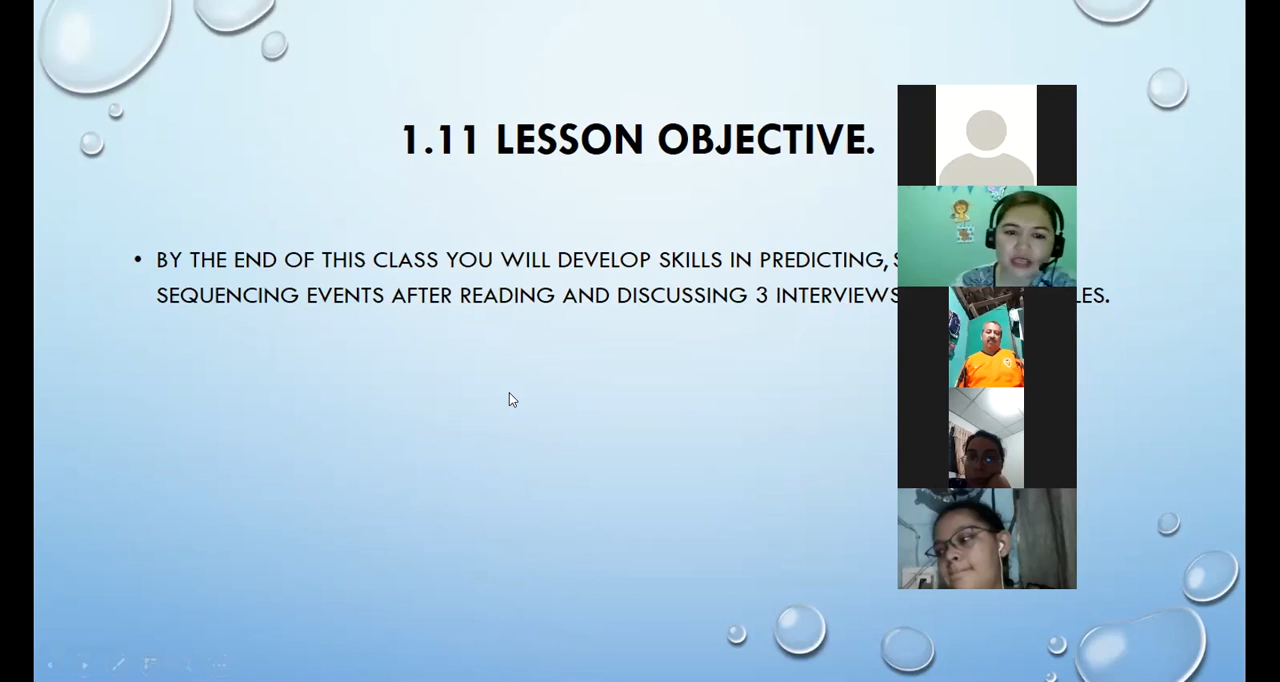 1.11 LESSON OBJECTIVE.
• BY THE END OF THIS CLASS YOU WILL DEVELOP SKILLS IN PREDICTING,
SEQUENCING EVENTS AFTER READING AND DISCUSSING 3 INTERVIEWS